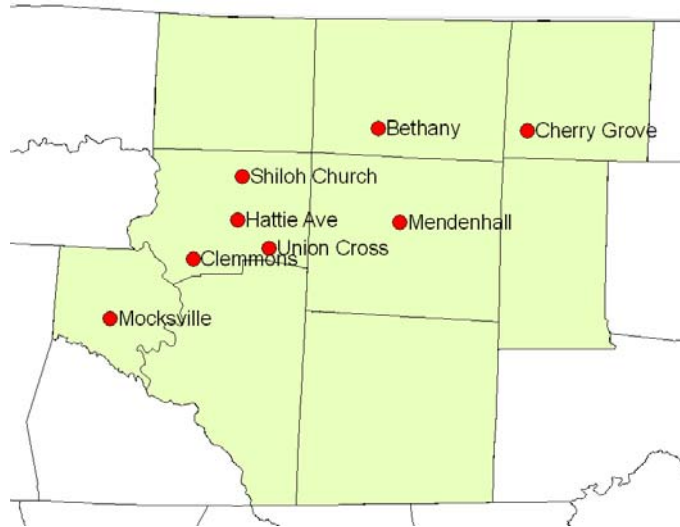 Bethany
Cherry Grove
Shiloh Church
Hattie Ave
Mendenhall
Union Cross
Clemmons
Mocksville